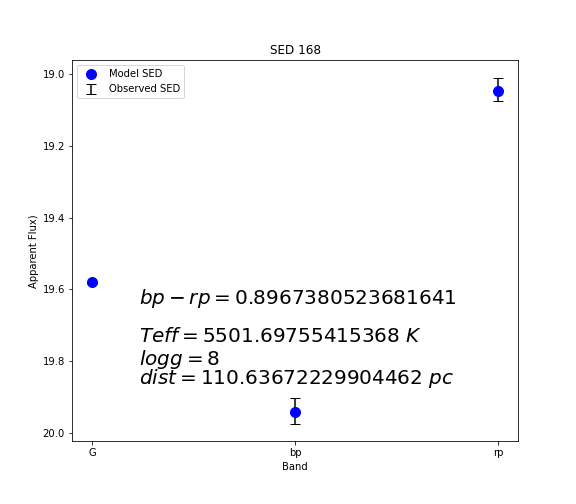 SED 168
Model SED
Observed SED
19.0
19.2
19.4
19.6
19.8
20.0
Apparent Flux)
bp − rp = 0.8967380523681641
Teff = 5501.69755415368 K
logg = 8
dist = 110.63672229904462 pc
G
bp
rp
Band